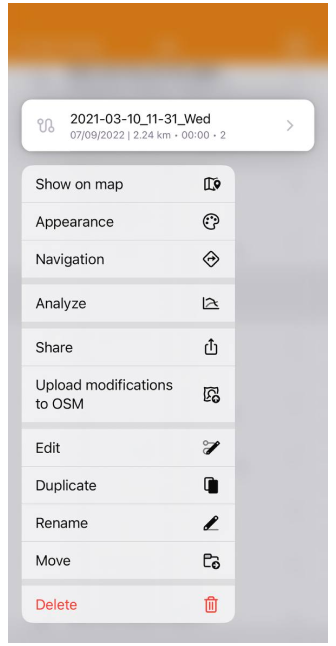 2021-03-10_11-31_Wed
07/09/2022 | 2.24 km • 00:00 • 2
Show on map
Appearance
Navigation
Analyze
Share
Upload modifications
to OSM
Edit
Duplicate
Rename
Move
Delete